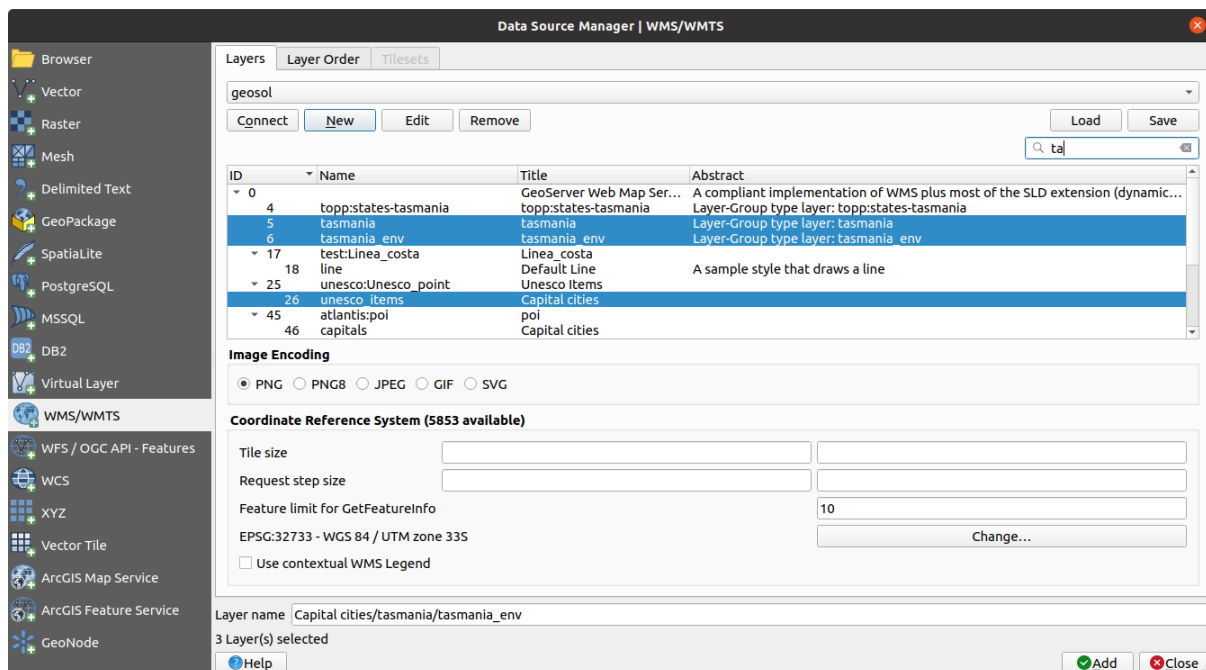 Data Source Manager | WMS/WMTS
Browser
Vector
Raster
Mesh
Delimited Text
GeoPackage
SpatiaLite
PostgreSQL
MSSQL
DB2
DB2
Virtual Layer
WMS/WMTS
WFS / OGC API - Features
WCS
XYZ
Vector Tile
ArcGIS Map Service
ArcGIS Feature Service
GeoNode
Layers Layer Order Tilesets
geosol
Connect New Edit Remove Load Save
ta
ID Name Title Abstract
0 GeoServer Web Map Ser... A compliant implementation of WMS plus most of the SLD extension (dynamic...
4 topp:states-tasmania topp:states-tasmania Layer-Group type layer: topp:states-tasmania
5 tasmania tasmania Layer-Group type layer: tasmania
6 tasmania_env tasmania_env Layer-Group type layer: tasmania_env
17 test:Linea_costa Linea_costa
18 line Default Line A sample style that draws a line
25 unesco:Unesco_point Unesco Items
26 unesco_items Capital cities
45 atlantis:poi poi
46 capitals Capital cities
Image Encoding
PNG PNG8 JPEG GIF SVG
Coordinate Reference System (5853 available)
Tile size
Request step size
Feature limit for GetFeatureInfo 10
EPSG:32733 - WGS 84 / UTM zone 33S Change...
Use contextual WMS Legend
Layer name Capital cities/tasmania/tasmania_env
3 Layer(s) selected
Help Add Close